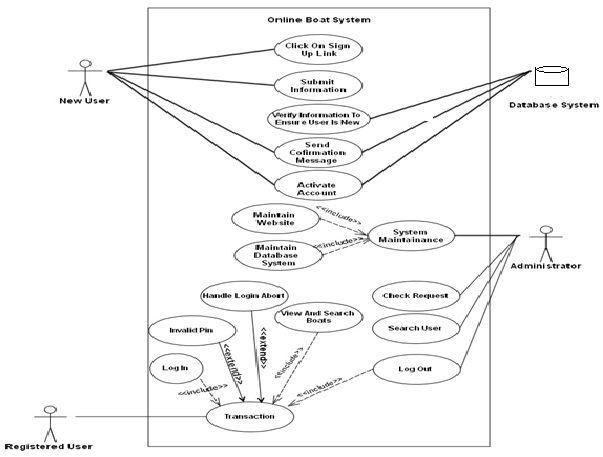 Online Boat System
Click On Sign
Up Link
New User
Submit
Information
Database System
Verify Information To
Ensure User Is New
Send
Cofirmation
Message
Activate
Account
<<include>>
Maintain
Website
System
Maintainance
<<include>>
Maintain
Database
System
Administrator
Handle Login Abort
Check Request
View And Search
Boats
Invalid Pin
Search User
<<extend>>
<<extend>>
<<include>>
Log In
Log Out
<<include>>
<<include>>
Transaction
Registered User